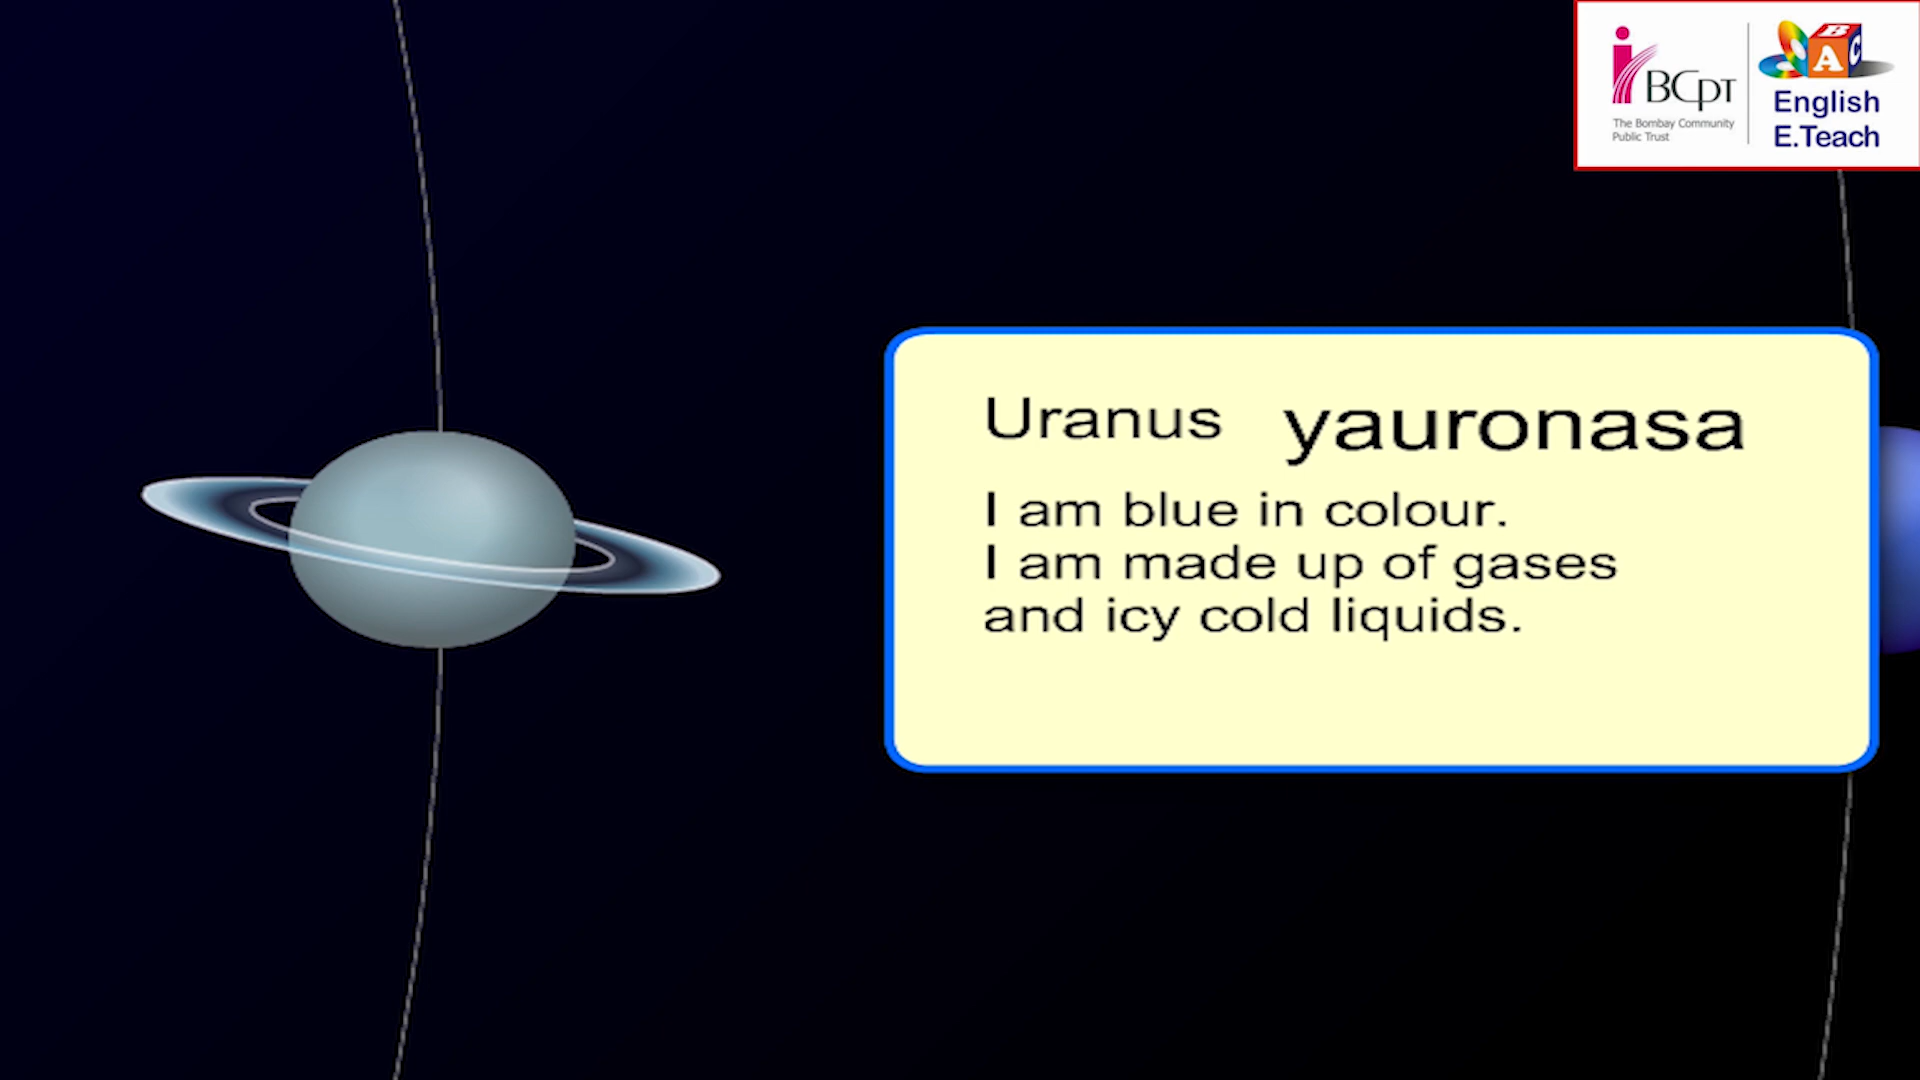 BCPT
The Bombay Community
Public Trust
B
A C
English
E.Teach
Uranus yauronasa
I am blue in colour.
I am made up of gases
and icy cold liquids.